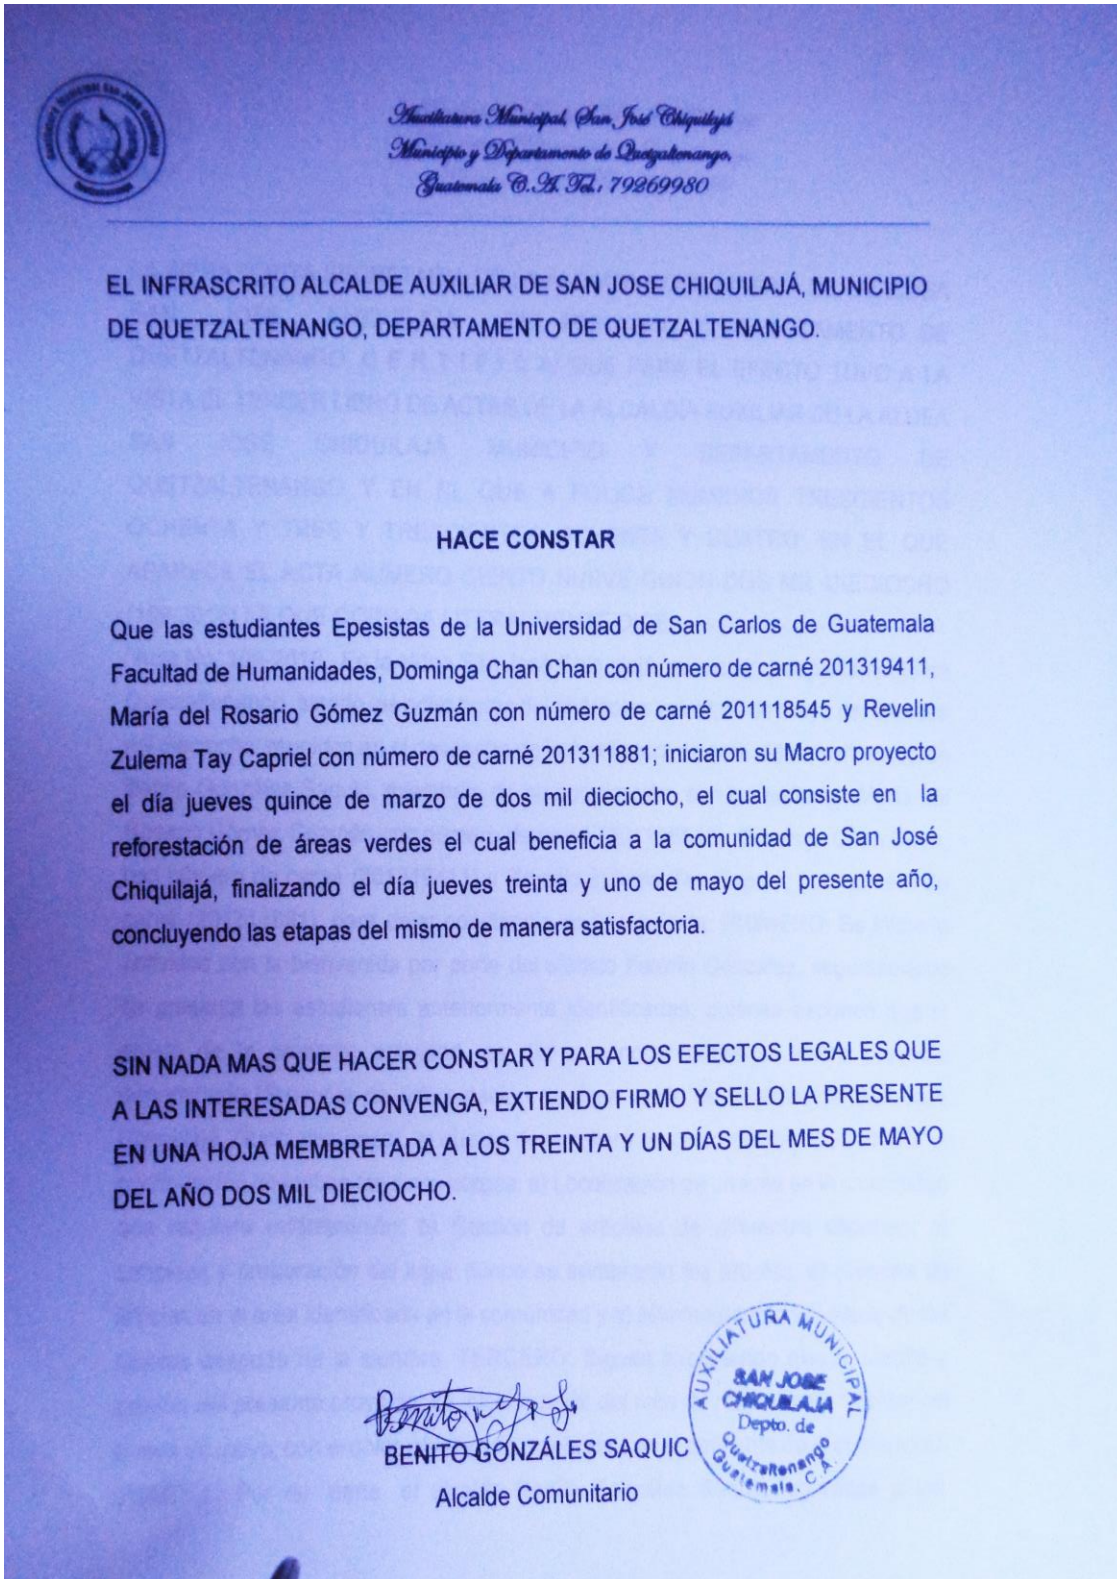 Auxiliatura Municipal, San José Chiquilajá
Municipio y Departamento de Quetzaltenango,
Guatemala C.A. Tel.: 79269980
EL INFRASCRITO ALCALDE AUXILIAR DE SAN JOSE CHIQUILAJÁ, MUNICIPIO
DE QUETZALTENANGO, DEPARTAMENTO DE QUETZALTENANGO.
HACE CONSTAR
Que las estudiantes Epesistas de la Universidad de San Carlos de Guatemala
Facultad de Humanidades, Dominga Chan Chan con número de carné 201319411,
María del Rosario Gómez Guzmán con número de carné 201118545 y Revelin
Zulema Tay Capriel con número de carné 201311881; iniciaron su Macro proyecto
el día jueves quince de marzo de dos mil dieciocho, el cual consiste en la
reforestación de áreas verdes el cual beneficia a la comunidad de San José
Chiquilajá, finalizando el día jueves treinta y uno de mayo del presente año,
concluyendo las etapas del mismo de manera satisfactoria.
SIN NADA MAS QUE HACER CONSTAR Y PARA LOS EFECTOS LEGALES QUE
A LAS INTERESADAS CONVENGA, EXTIENDO FIRMO Y SELLO LA PRESENTE
EN UNA HOJA MEMBRETADA A LOS TREINTA Y UN DÍAS DEL MES DE MAYO
DEL AÑO DOS MIL DIECIOCHO.
Benito
BENITO GONZÁLES SAQUIC
Alcalde Comunitario
AUXILIATURA MUNICIPAL
SAN JOSE
CHIQUILAJA
Depto. de
Quetzaltenango
Guatemala, C.A.